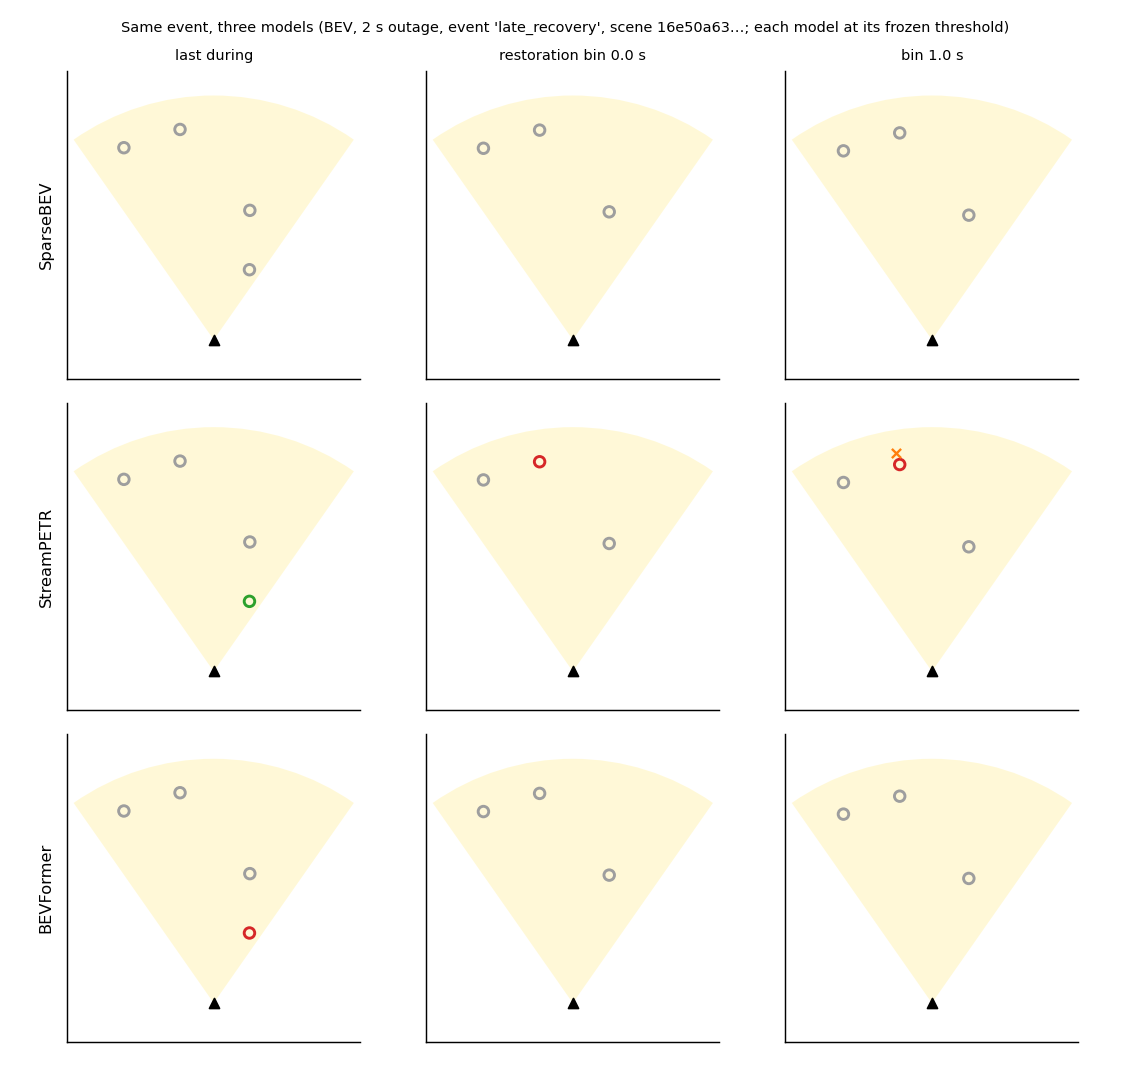 Same event, three models (BEV, 2 s outage, event 'late_recovery', scene 16e50a63...; each model at its frozen threshold)
last during
restoration bin 0.0 s
bin 1.0 s
SparseBEV
StreamPETR
BEVFormer